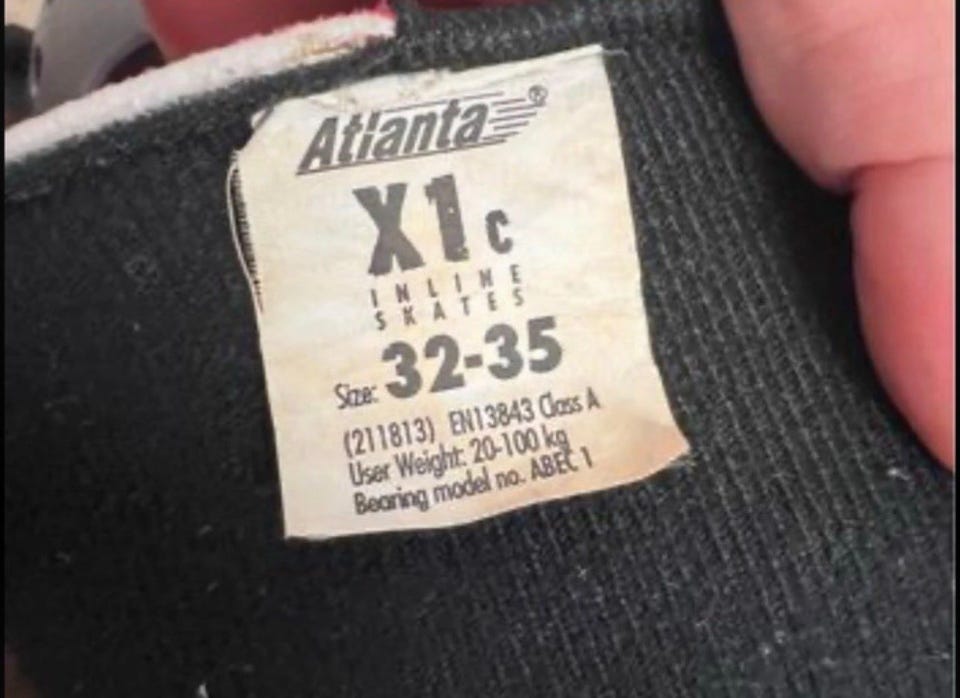 Atlanta®
X1c
INLINE
SKATES
Size: 32-35
(211813) EN13843 Class A
User Weight: 20-100 kg
Bearing model no. ABEC 1